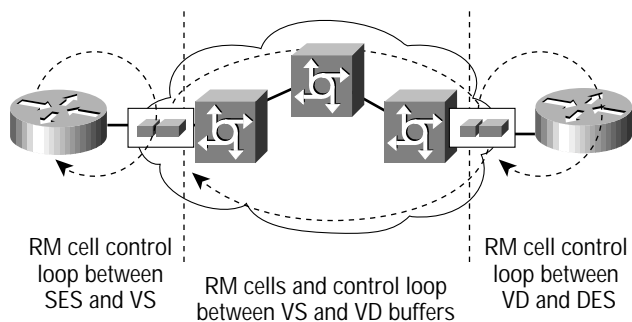 RM cell control
loop between
SES and VS
RM cells and control loop
between VS and VD buffers
RM cell control
loop between
VD and DES